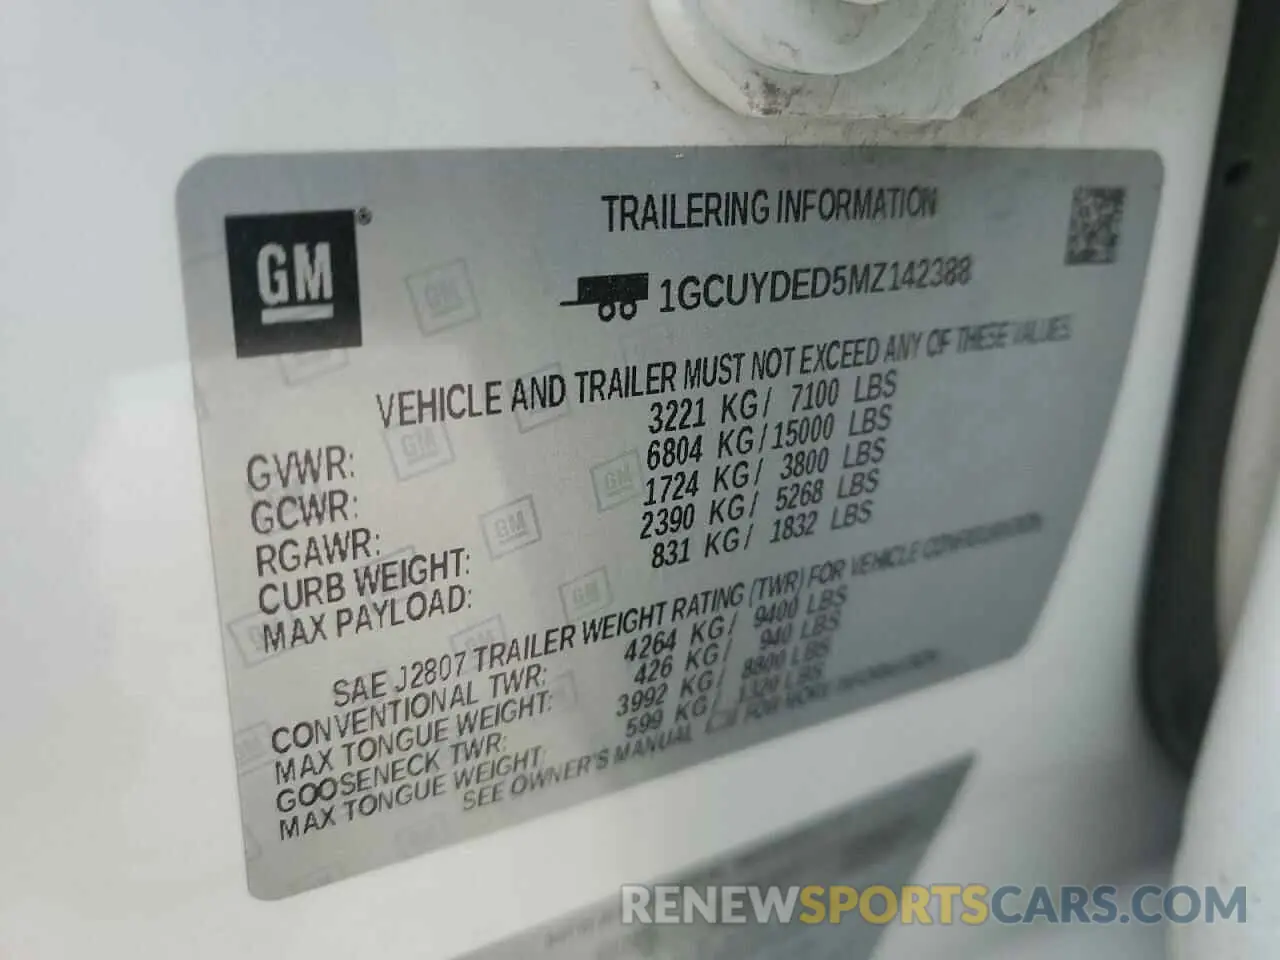 GM®
TRAILERING INFORMATION
1GCUYDED5MZ142388
VEHICLE AND TRAILER MUST NOT EXCEED ANY OF THESE VALUES
GVWR: 3221 KG/ 7100 LBS
GCWR: 6804 KG/15000 LBS
RGAWR: 1724 KG/ 3800 LBS
CURB WEIGHT: 2390 KG/ 5268 LBS
MAX PAYLOAD: 831 KG/ 1832 LBS
SAE J2807 TRAILER WEIGHT RATING (TWR) FOR VEHICLE CONFIGURATION
CONVENTIONAL TWR: 4264 KG/ 9400 LBS
MAX TONGUE WEIGHT: 426 KG/ 940 LBS
GOOSENECK TWR: 3992 KG/ 8800 LBS
MAX TONGUE WEIGHT: 599 KG/ 1320 LBS
SEE OWNER'S MANUAL FOR MORE INFORMATION
RENEWSPORTSCARS.COM